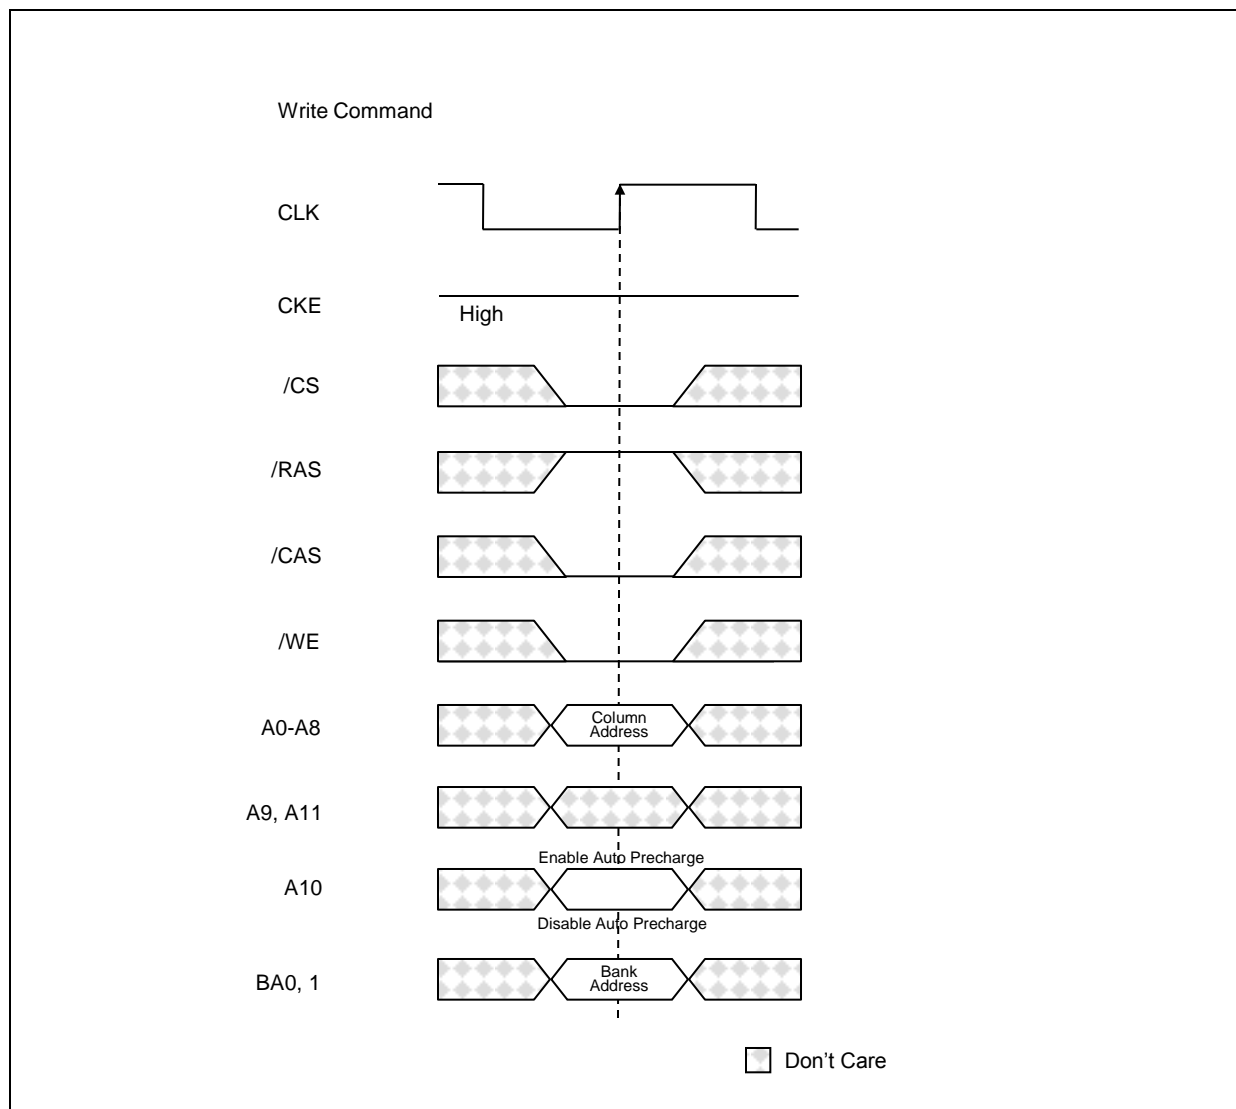 Write Command
CLK
CKE
High
/CS
/RAS
/CAS
/WE
A0-A8
Column
Address
A9, A11
Enable Auto Precharge
A10
Disable Auto Precharge
BA0, 1
Bank
Address
Don't Care